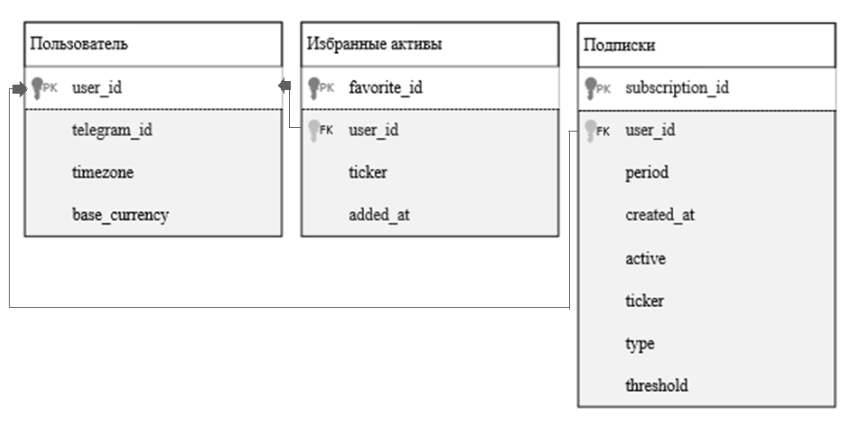 Пользователь
PK user_id
telegram_id
timezone
base_currency
Избранные активы
PK favorite_id
FK user_id
ticker
added_at
Подписки
PK subscription_id
FK user_id
period
created_at
active
ticker
type
threshold